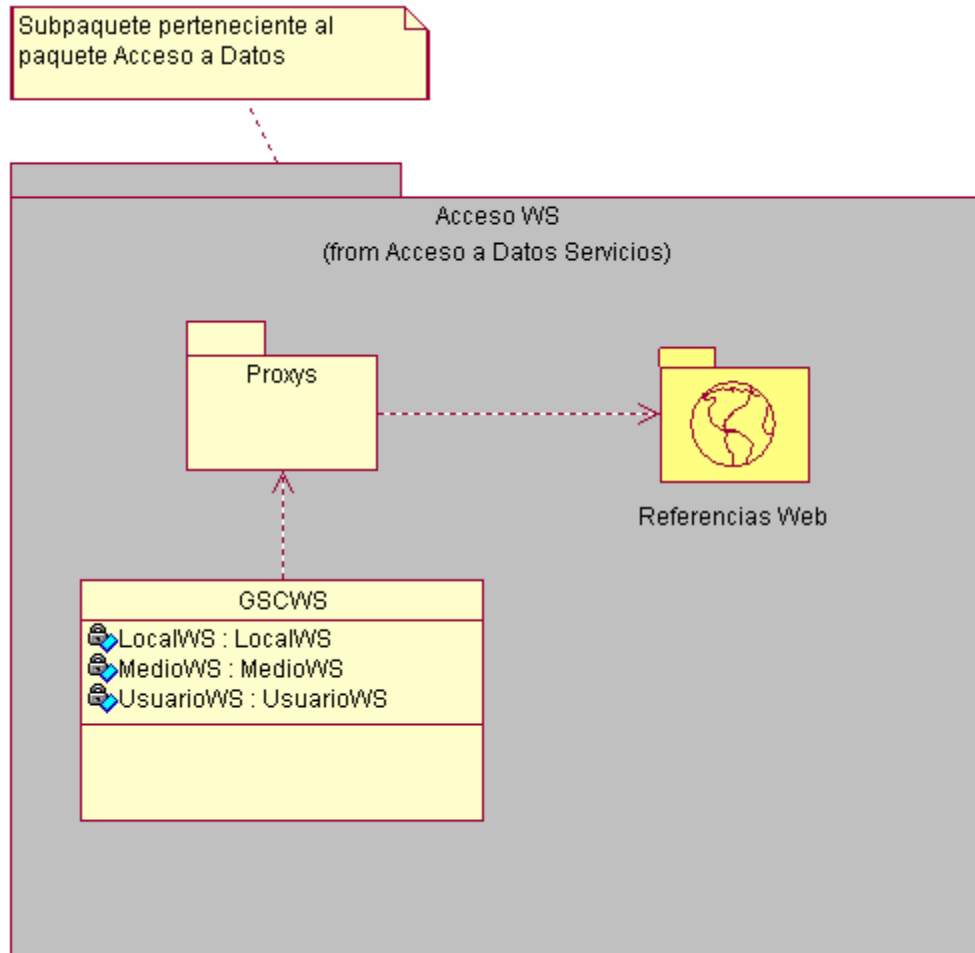 Subpaquete perteneciente al
paquete Acceso a Datos
Acceso WS
(from Acceso a Datos Servicios)
Proxys
Referencias Web
GSCWS
LocalWS : LocalWS
MedioWS : MedioWS
UsuarioWS : UsuarioWS